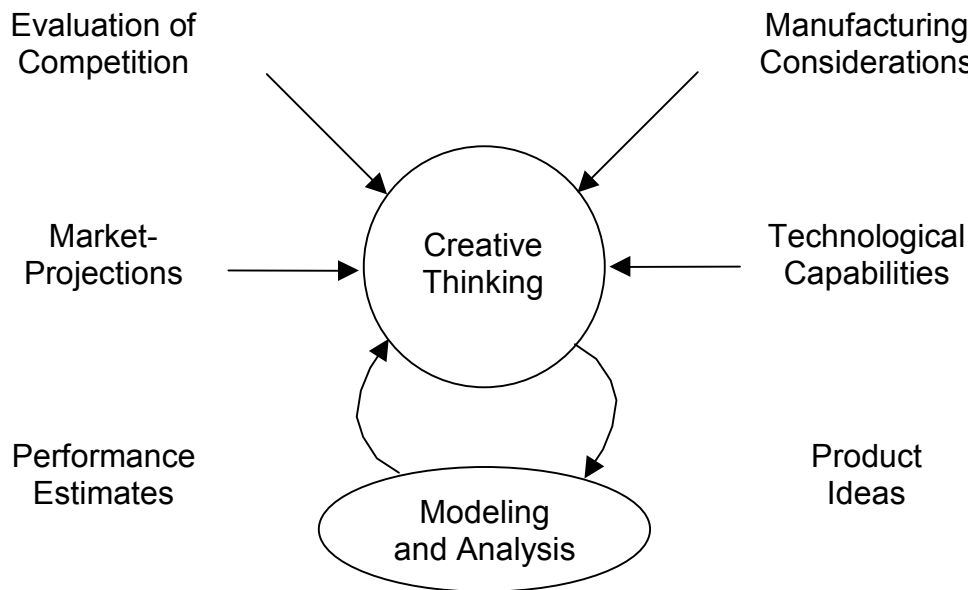 Evaluation of
Competition
Manufacturing
Considerations
Market-
Projections
Creative
Thinking
Technological
Capabilities
Performance
Estimates
Modeling
and Analysis
Product
Ideas